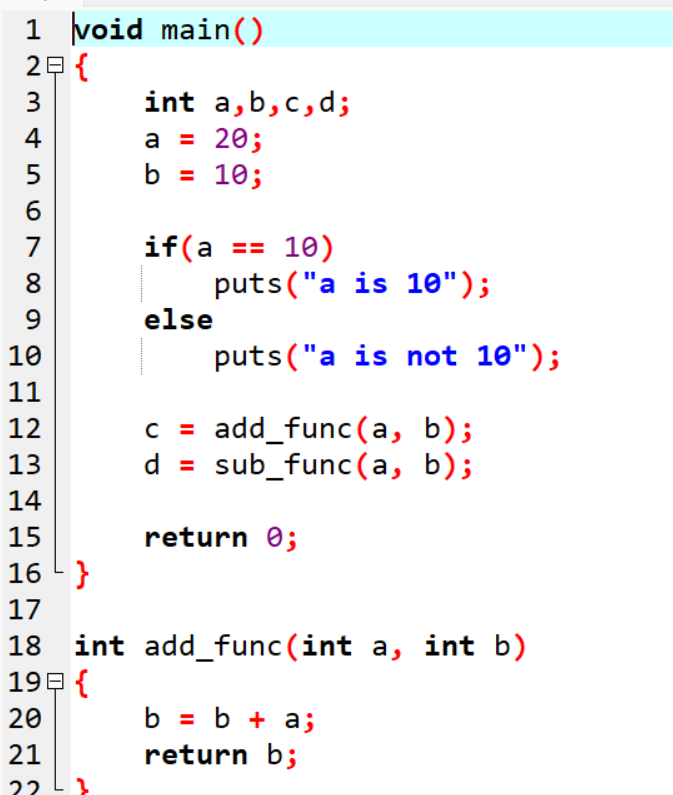 1 void main()
2 {
3 int a,b,c,d;
4 a = 20;
5 b = 10;
6
7 if(a == 10)
8 puts("a is 10");
9 else
10 puts("a is not 10");
11
12 c = add_func(a, b);
13 d = sub_func(a, b);
14
15 return 0;
16 }
17
18 int add_func(int a, int b)
19 {
20 b = b + a;
21 return b;
22 }